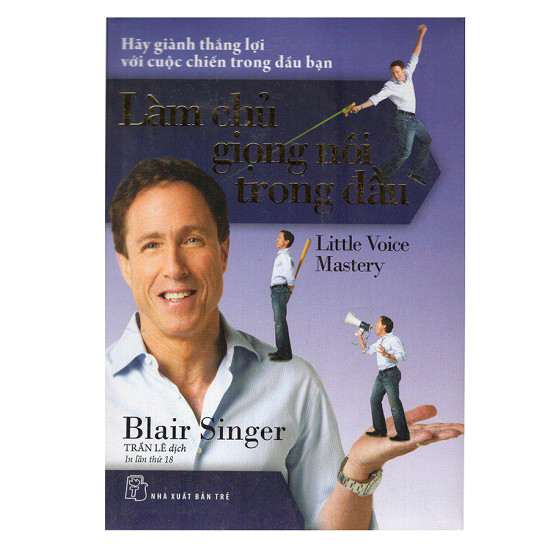 Hãy giành thắng lợi
với cuộc chiến trong đầu bạn
Làm chủ
giọng nói
trong đầu
Little Voice
Mastery
Blair Singer
TRẦN LÊ dịch
In lần thứ 18
NHÀ XUẤT BẢN TRẺ